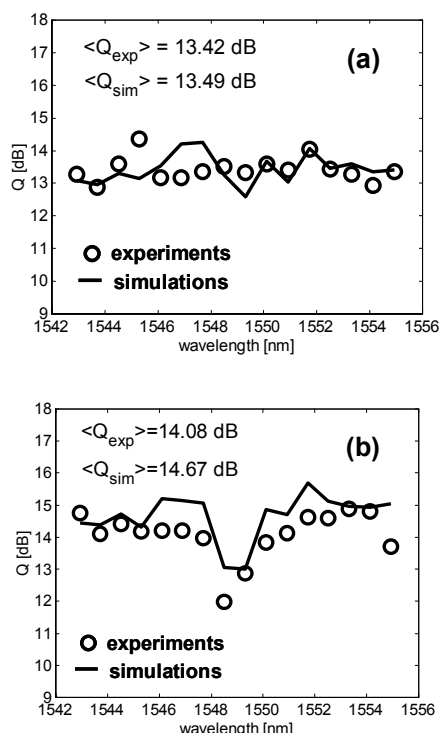 18
17
16
15
14
13
12
11
10
9
Q [dB]
<Qexp> = 13.42 dB
<Qsim> = 13.49 dB
(a)
experiments
simulations
1542 1544 1546 1548 1550 1552 1554 1556
wavelength [nm]
18
17
16
15
14
13
12
11
10
9
Q [dB]
<Qexp>=14.08 dB
<Qsim>=14.67 dB
(b)
experiments
simulations
1542 1544 1546 1548 1550 1552 1554 1556
wavelength [nm]